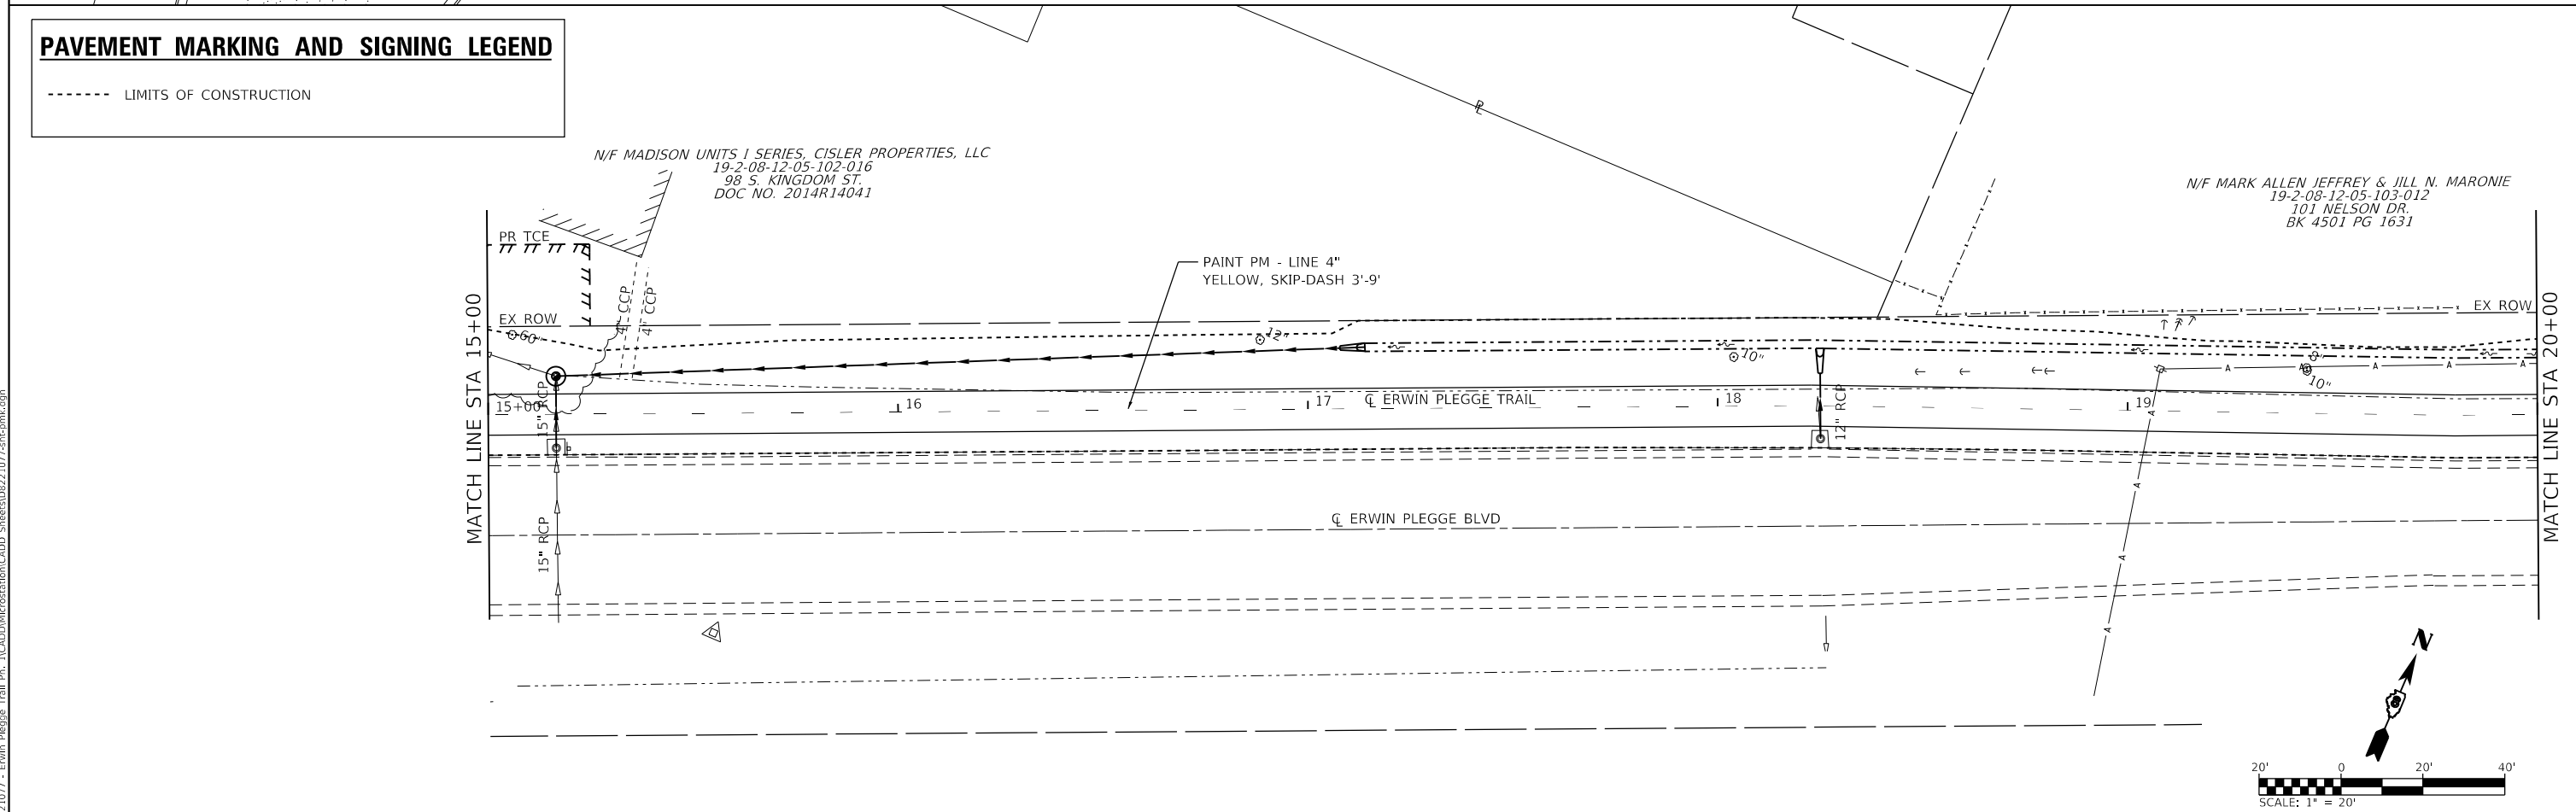 PAVEMENT MARKING AND SIGNING LEGEND
LIMITS OF CONSTRUCTION
N/F MADISON UNITS I SERIES, CISLER PROPERTIES, LLC
19-2-08-12-05-102-016
98 S. KINGDOM ST.
DOC NO. 2014R14041
N/F MARK ALLEN JEFFREY & JILL N. MARONIE
19-2-08-12-05-103-012
101 NELSON DR.
BK 4501 PG 1631
PR TCE
EX ROW
60"
4" CCP
4" CCP
PAINT PM - LINE 4"
YELLOW, SKIP-DASH 3'-9'
12"
10"
8"
10"
EX ROW
MATCH LINE STA 15+00
MATCH LINE STA 20+00
15+00
16
17
℄ ERWIN PLEGGE TRAIL
18
19
15" RCP
12" RCP
A A A A A
A A A A
℄ ERWIN PLEGGE BLVD
15" RCP
N
20' 0 20' 40'
SCALE: 1" = 20'